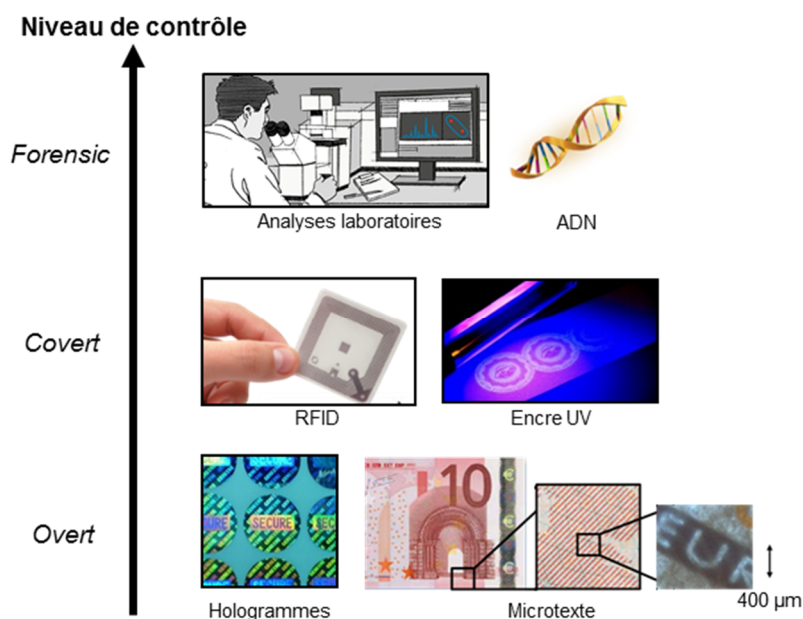 Niveau de contrôle
Forensic
Analyses laboratoires
ADN
Covert
RFID
Encre UV
Overt
SECURE
10
EUR
400 µm
Hologrammes
Microtexte